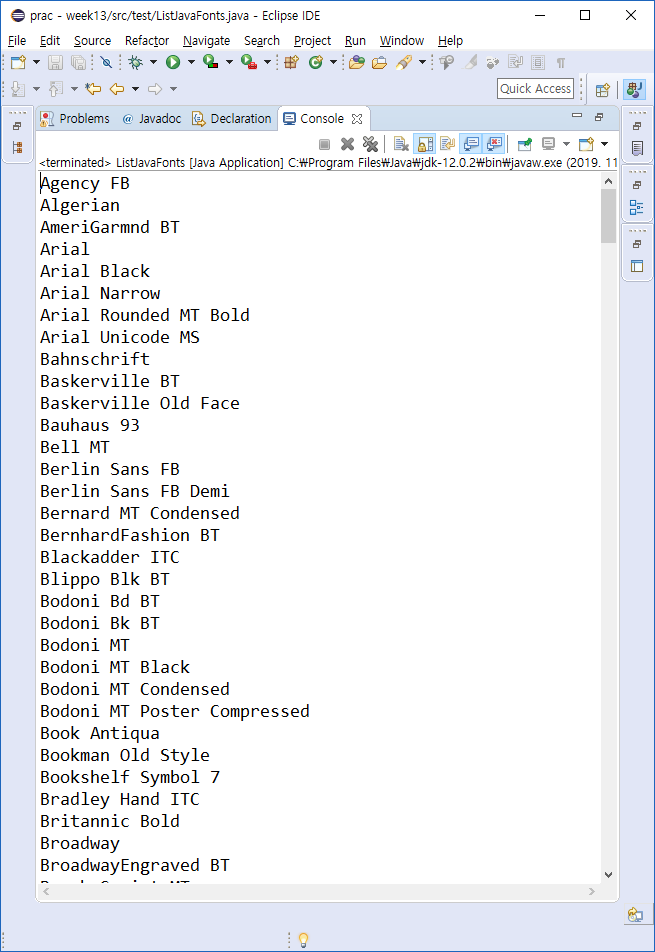 prac - week13/src/test/ListJavaFonts.java - Eclipse IDE
File Edit Source Refactor Navigate Search Project Run Window Help
Quick Access
Problems @ Javadoc Declaration Console
<terminated> ListJavaFonts [Java Application] C:₩Program Files₩Java₩jdk-12.0.2₩bin₩javaw.exe (2019. 11
Agency FB
Algerian
AmeriGarmnd BT
Arial
Arial Black
Arial Narrow
Arial Rounded MT Bold
Arial Unicode MS
Bahnschrift
Baskerville BT
Baskerville Old Face
Bauhaus 93
Bell MT
Berlin Sans FB
Berlin Sans FB Demi
Bernard MT Condensed
BernhardFashion BT
Blackadder ITC
Blippo Blk BT
Bodoni Bd BT
Bodoni Bk BT
Bodoni MT
Bodoni MT Black
Bodoni MT Condensed
Bodoni MT Poster Compressed
Book Antiqua
Bookman Old Style
Bookshelf Symbol 7
Bradley Hand ITC
Britannic Bold
Broadway
BroadwayEngraved BT